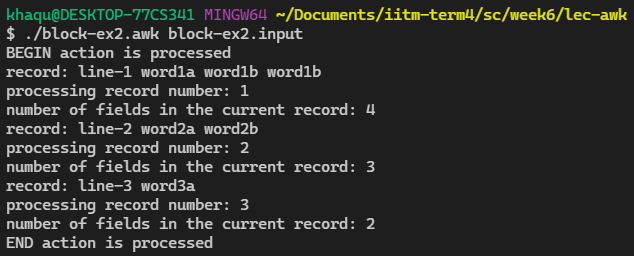 khaqu@DESKTOP-77CS341 MINGW64 ~/Documents/iitm-term4/sc/week6/lec-awk
$ ./block-ex2.awk block-ex2.input
BEGIN action is processed
record: line-1 word1a word1b word1b
processing record number: 1
number of fields in the current record: 4
record: line-2 word2a word2b
processing record number: 2
number of fields in the current record: 3
record: line-3 word3a
processing record number: 3
number of fields in the current record: 2
END action is processed